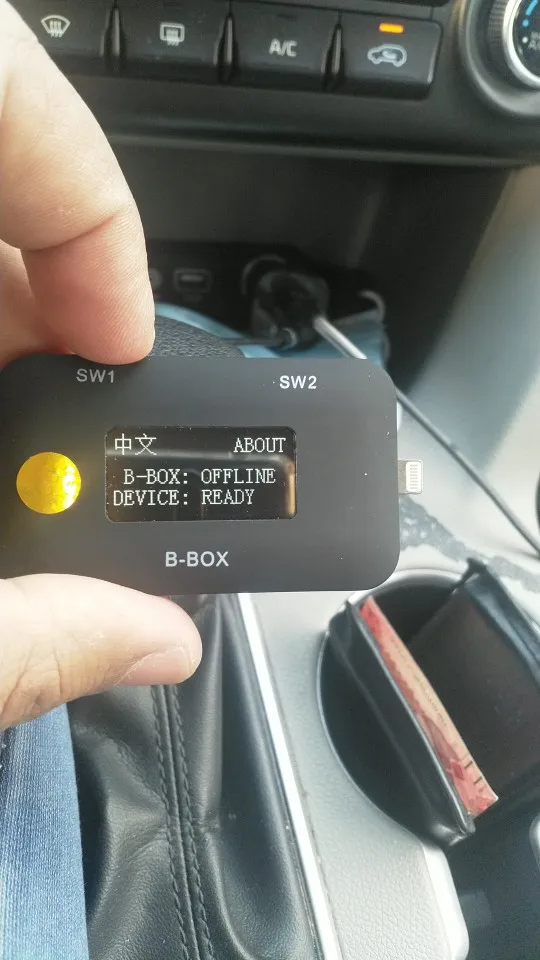 A/C
SW1
SW2
中文 ABOUT
B-BOX: OFFLINE
DEVICE: READY
B-BOX